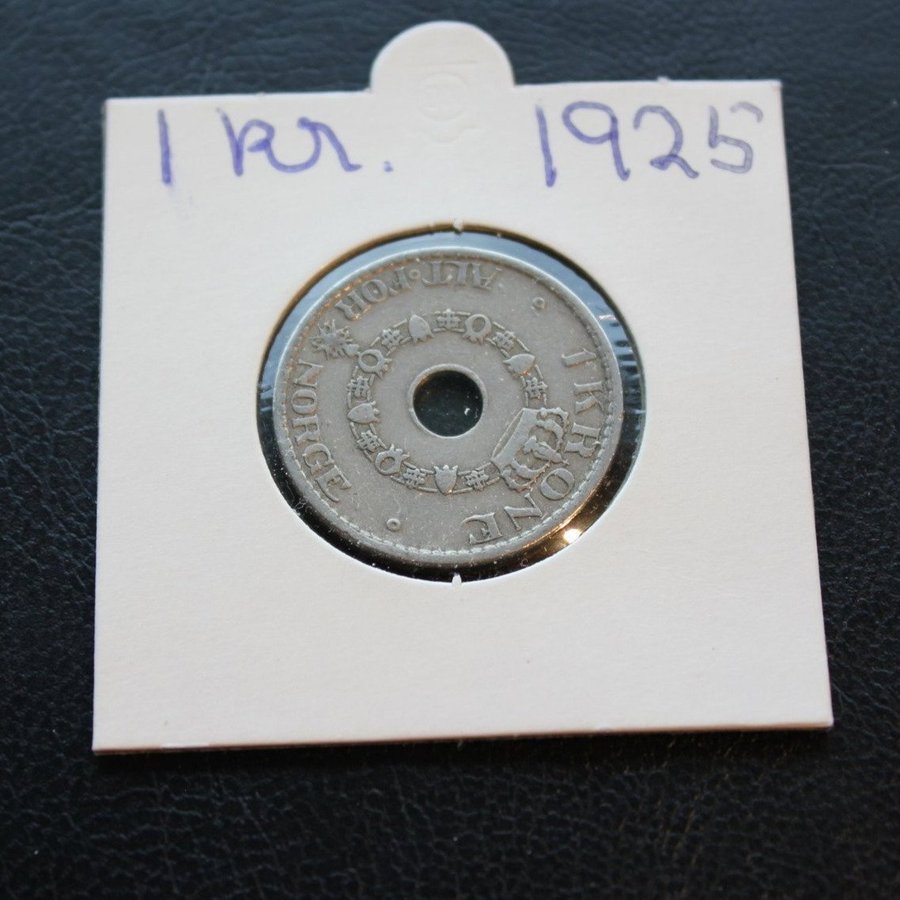 1 kr. 1925
1 KRONE
ALT·FOR
NORGE